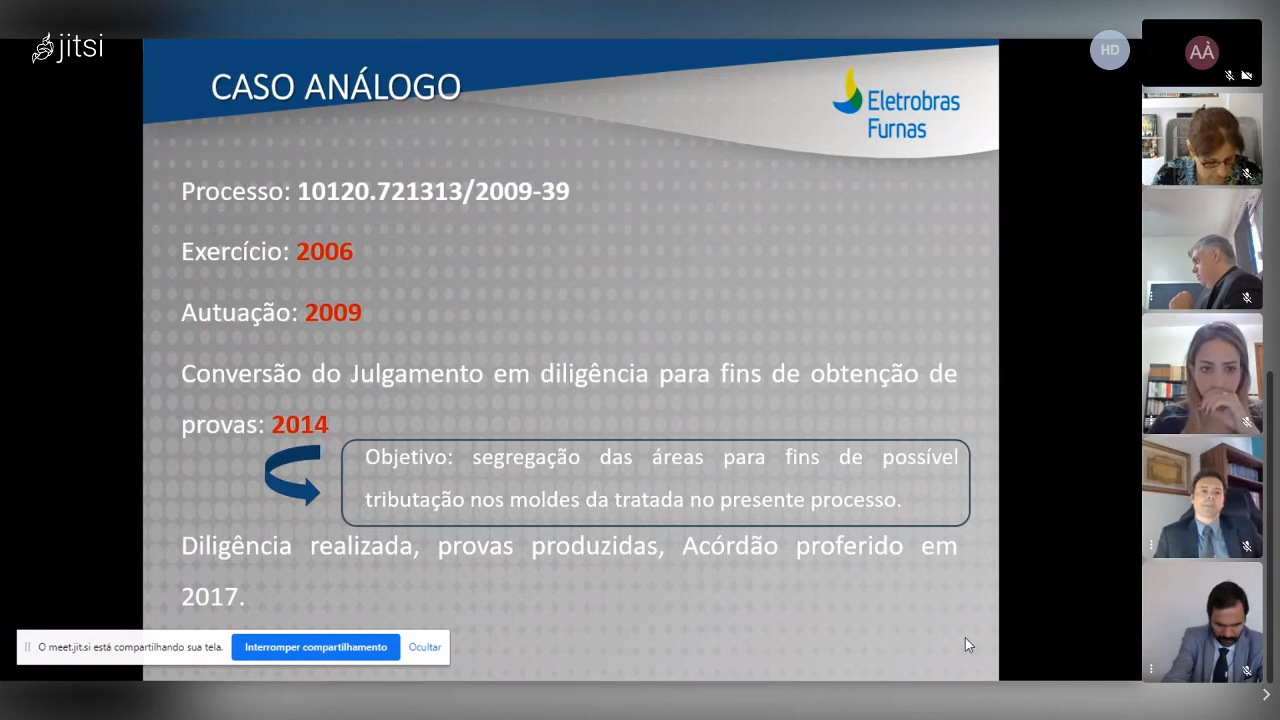 jitsi
CASO ANÁLOGO
Eletrobras
Furnas
HD
AÀ
Processo: 10120.721313/2009-39
Exercício: 2006
Autuação: 2009
Conversão do Julgamento em diligência para fins de obtenção de
provas: 2014
Objetivo: segregação das áreas para fins de possível
tributação nos moldes da tratada no presente processo.
Diligência realizada, provas produzidas, Acórdão proferido em
2017.
O meet.jit.si está compartilhando sua tela.
Interromper compartilhamento
Ocultar